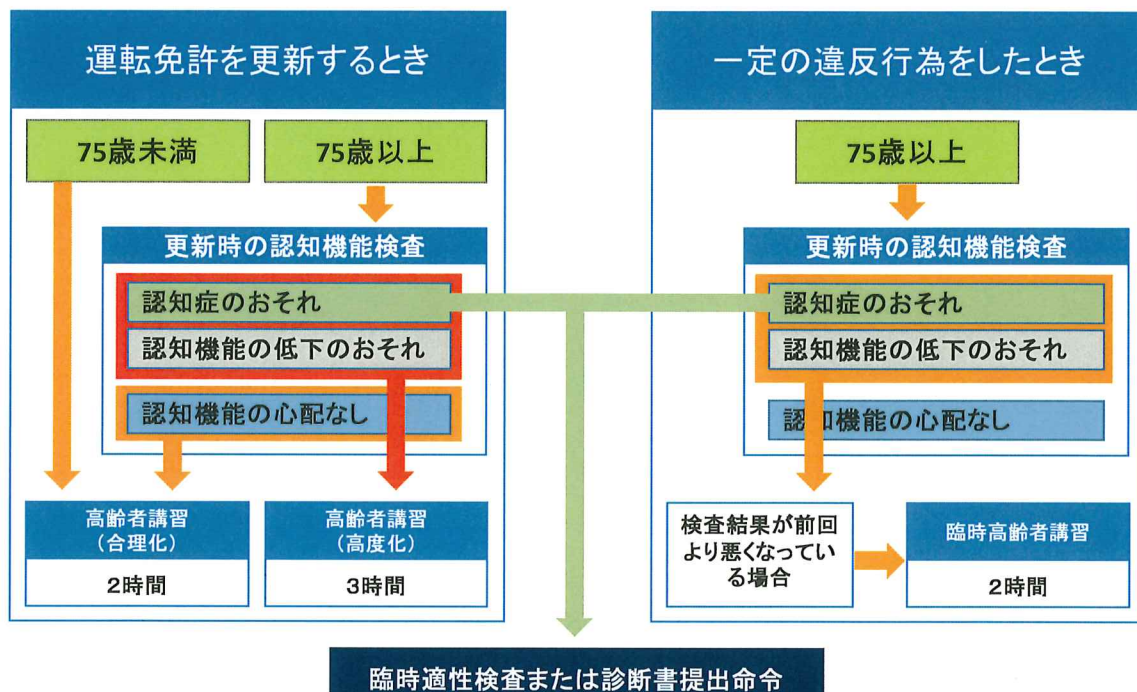 運転免許を更新するとき
75歳未満
75歳以上
更新時の認知機能検査
認知症のおそれ
認知機能の低下のおそれ
認知機能の心配なし
高齢者講習
(合理化)
2時間
高齢者講習
(高度化)
3時間
一定の違反行為をしたとき
75歳以上
更新時の認知機能検査
認知症のおそれ
認知機能の低下のおそれ
認知機能の心配なし
検査結果が前回
より悪くなってい
る場合
臨時高齢者講習
2時間
臨時適性検査または診断書提出命令